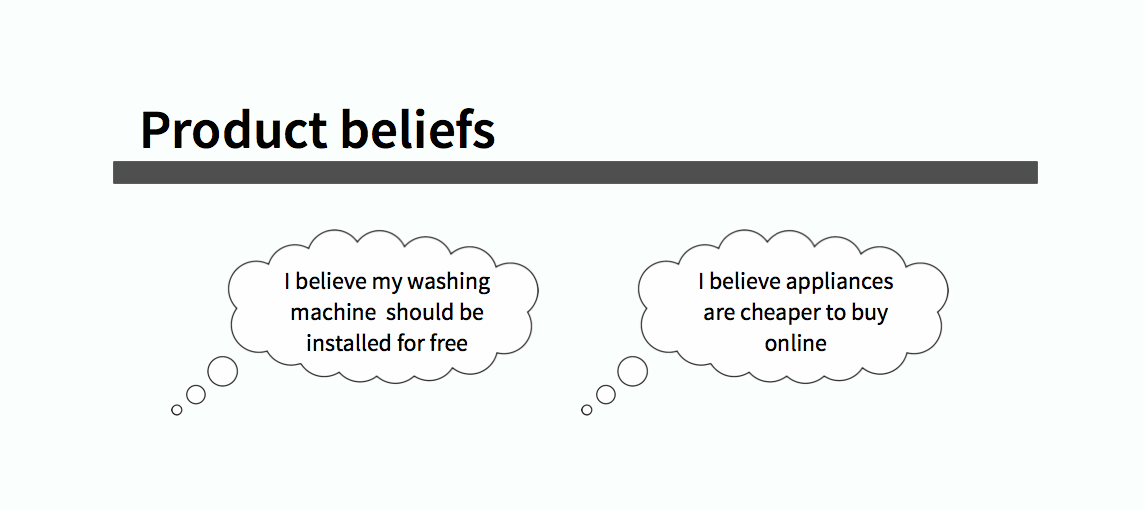 Product beliefs
I believe my washing
machine  should be
installed for free
I believe appliances
are cheaper to buy
online